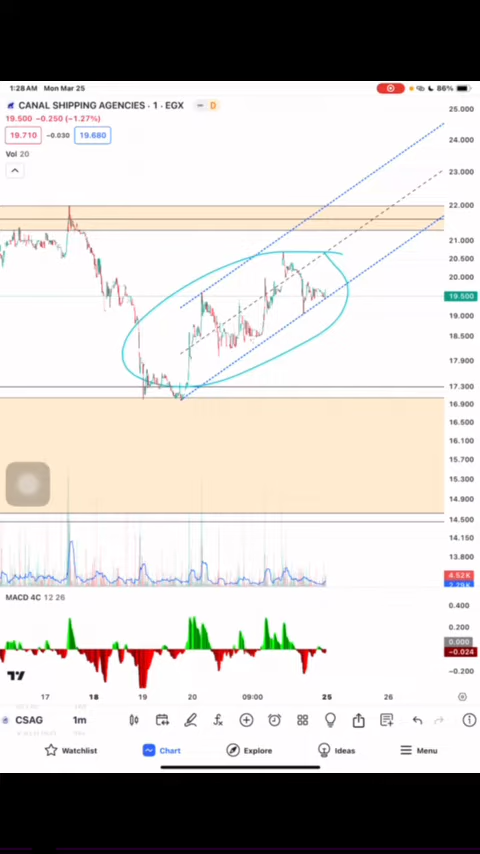 1:28 AM Mon Mar 25 86%
CANAL SHIPPING AGENCIES · 1 · EGX D
19.500 −0.250 (−1.27%)
19.710 −0.030 19.680
Vol 20
25.000
24.000
23.000
22.000
21.000
20.500
20.000
19.500
19.000
18.500
17.900
17.300
16.900
16.500
16.100
15.700
15.300
14.900
14.500
14.150
13.800
4.52 K
MACD 4C 12 26
0.400
0.200
0.000
−0.024
−0.200
17 18 19 20 09:00 25 26
CSAG 1m
Watchlist Chart Explore Ideas Menu